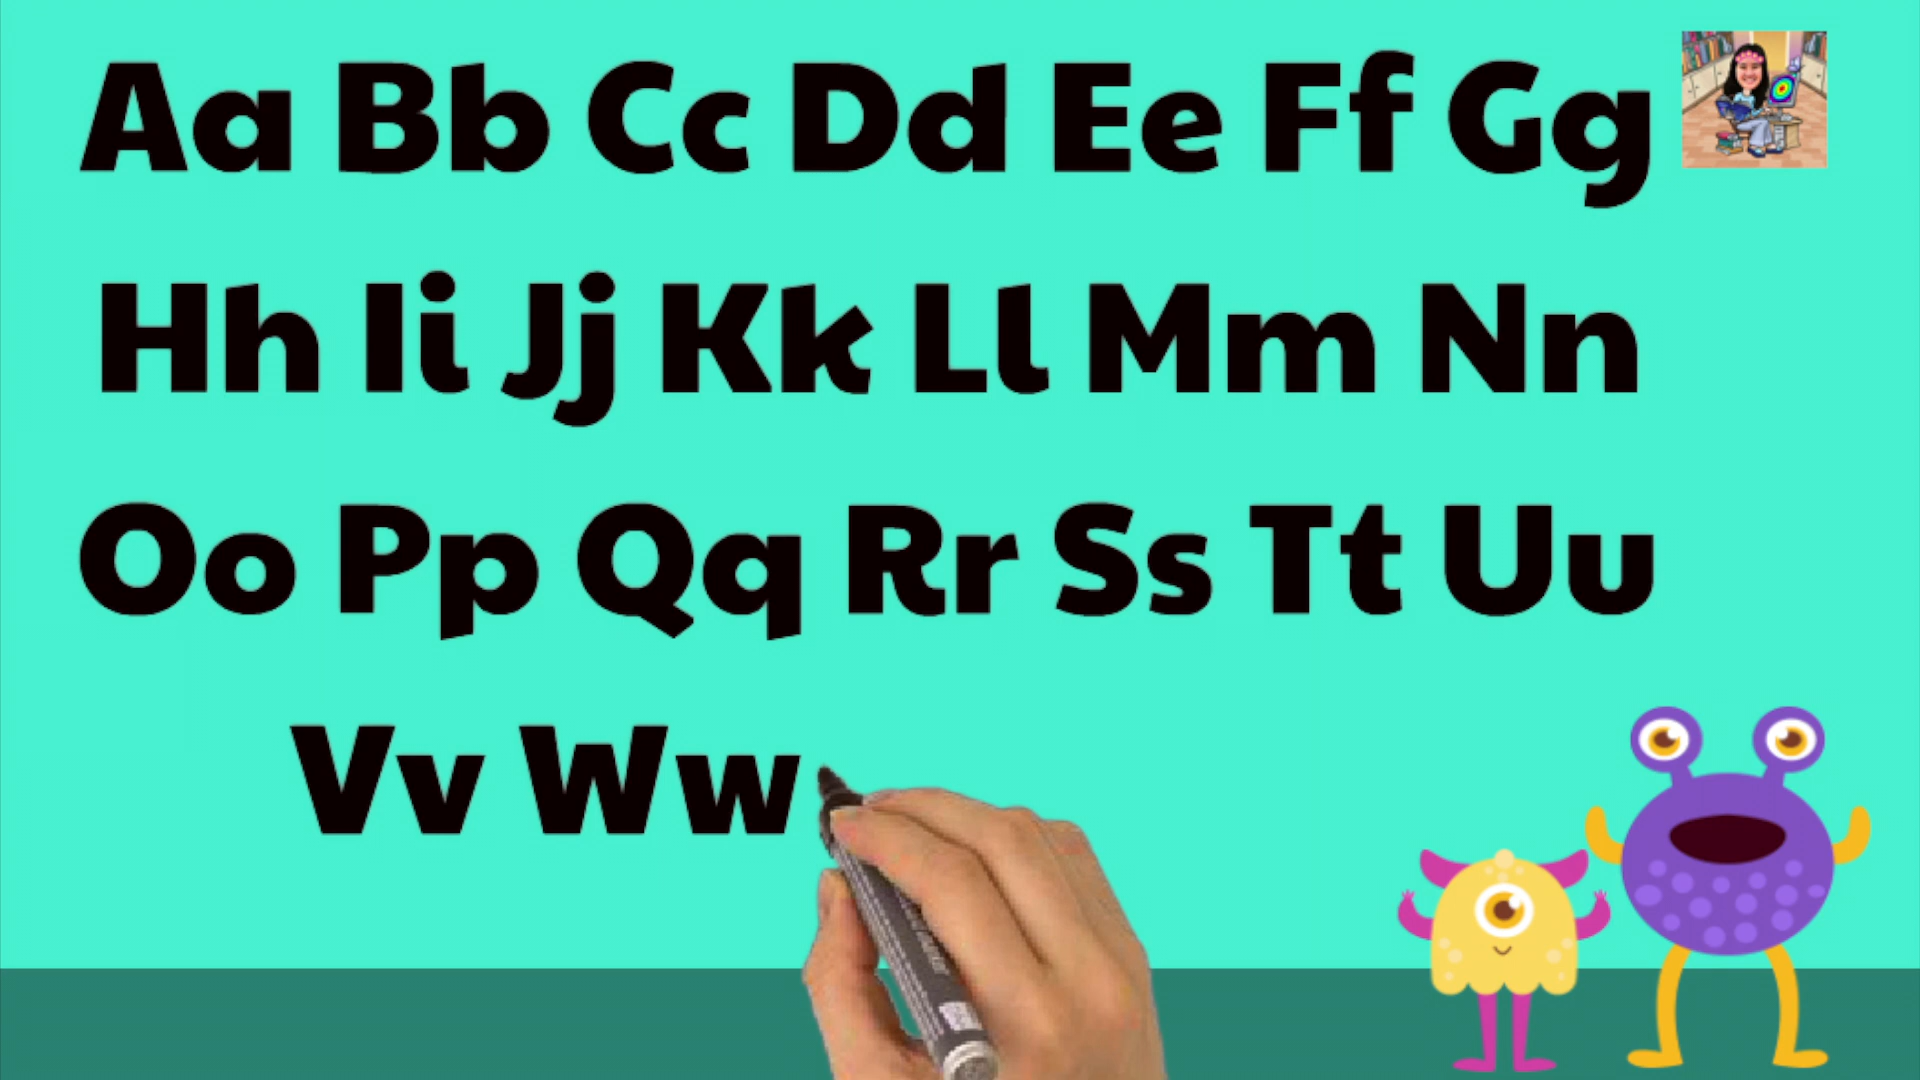 Aa Bb Cc Dd Ee Ff Gg
Hh Ii Jj Kk Ll Mm Nn
Oo Pp Qq Rr Ss Tt Uu
Vv Ww